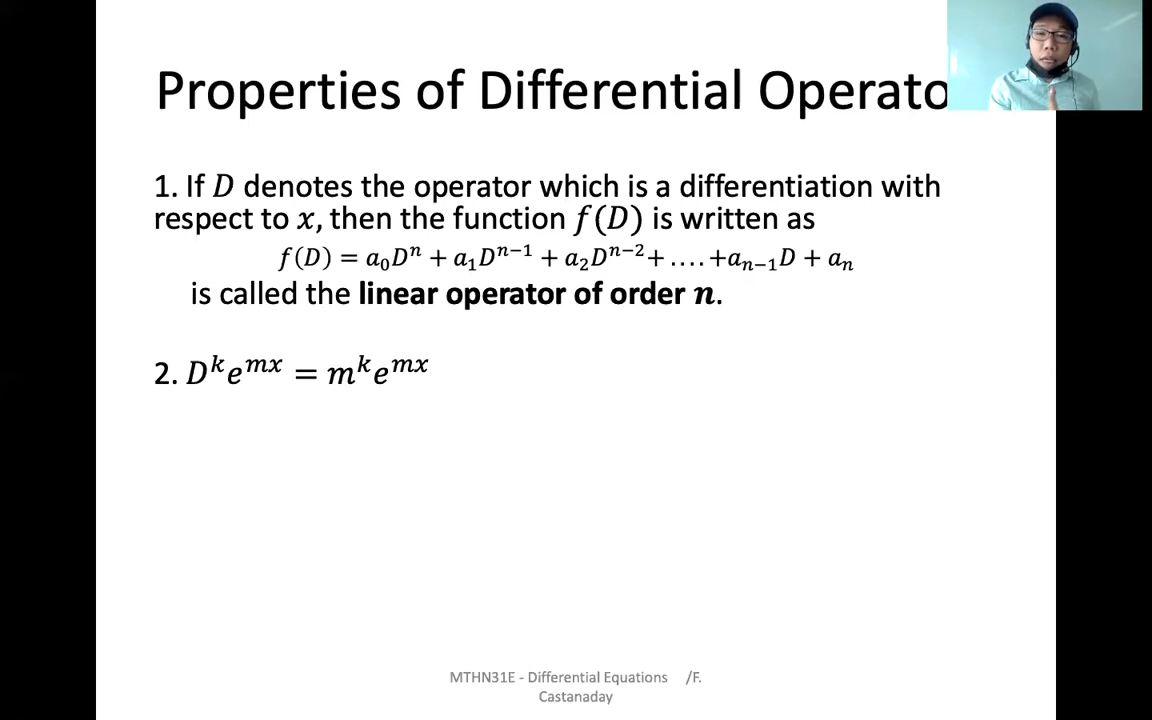 Properties of Differential Operato
1. If D denotes the operator which is a differentiation with
respect to x, then the function f(D) is written as
f(D) = a₀Dⁿ + a₁Dⁿ⁻¹ + a₂Dⁿ⁻²+ ....+aₙ₋₁D + aₙ
is called the linear operator of order n.
2. Dᵏeᵐˣ = mᵏeᵐˣ
MTHN31E - Differential Equations /F.
Castanaday